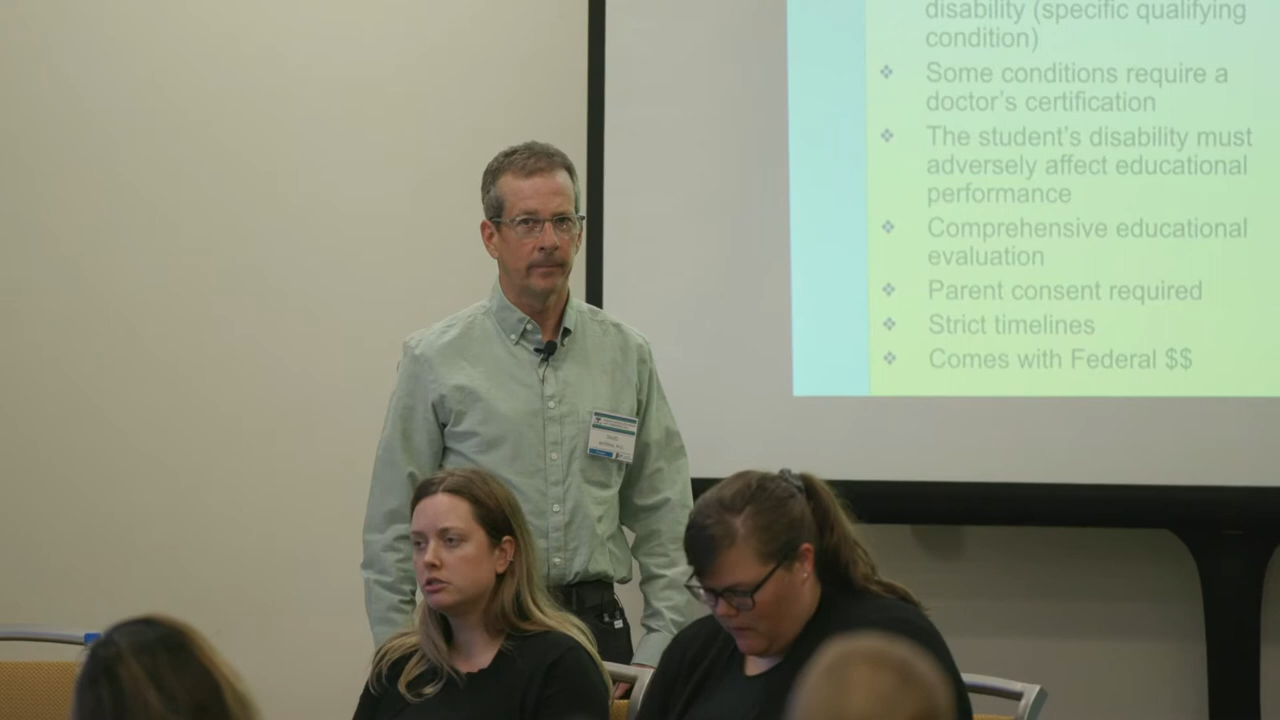 disability (specific qualifying
condition)
❖ Some conditions require a
doctor's certification
❖ The student's disability must
adversely affect educational
performance
❖ Comprehensive educational
evaluation
❖ Parent consent required
❖ Strict timelines
❖ Comes with Federal $$